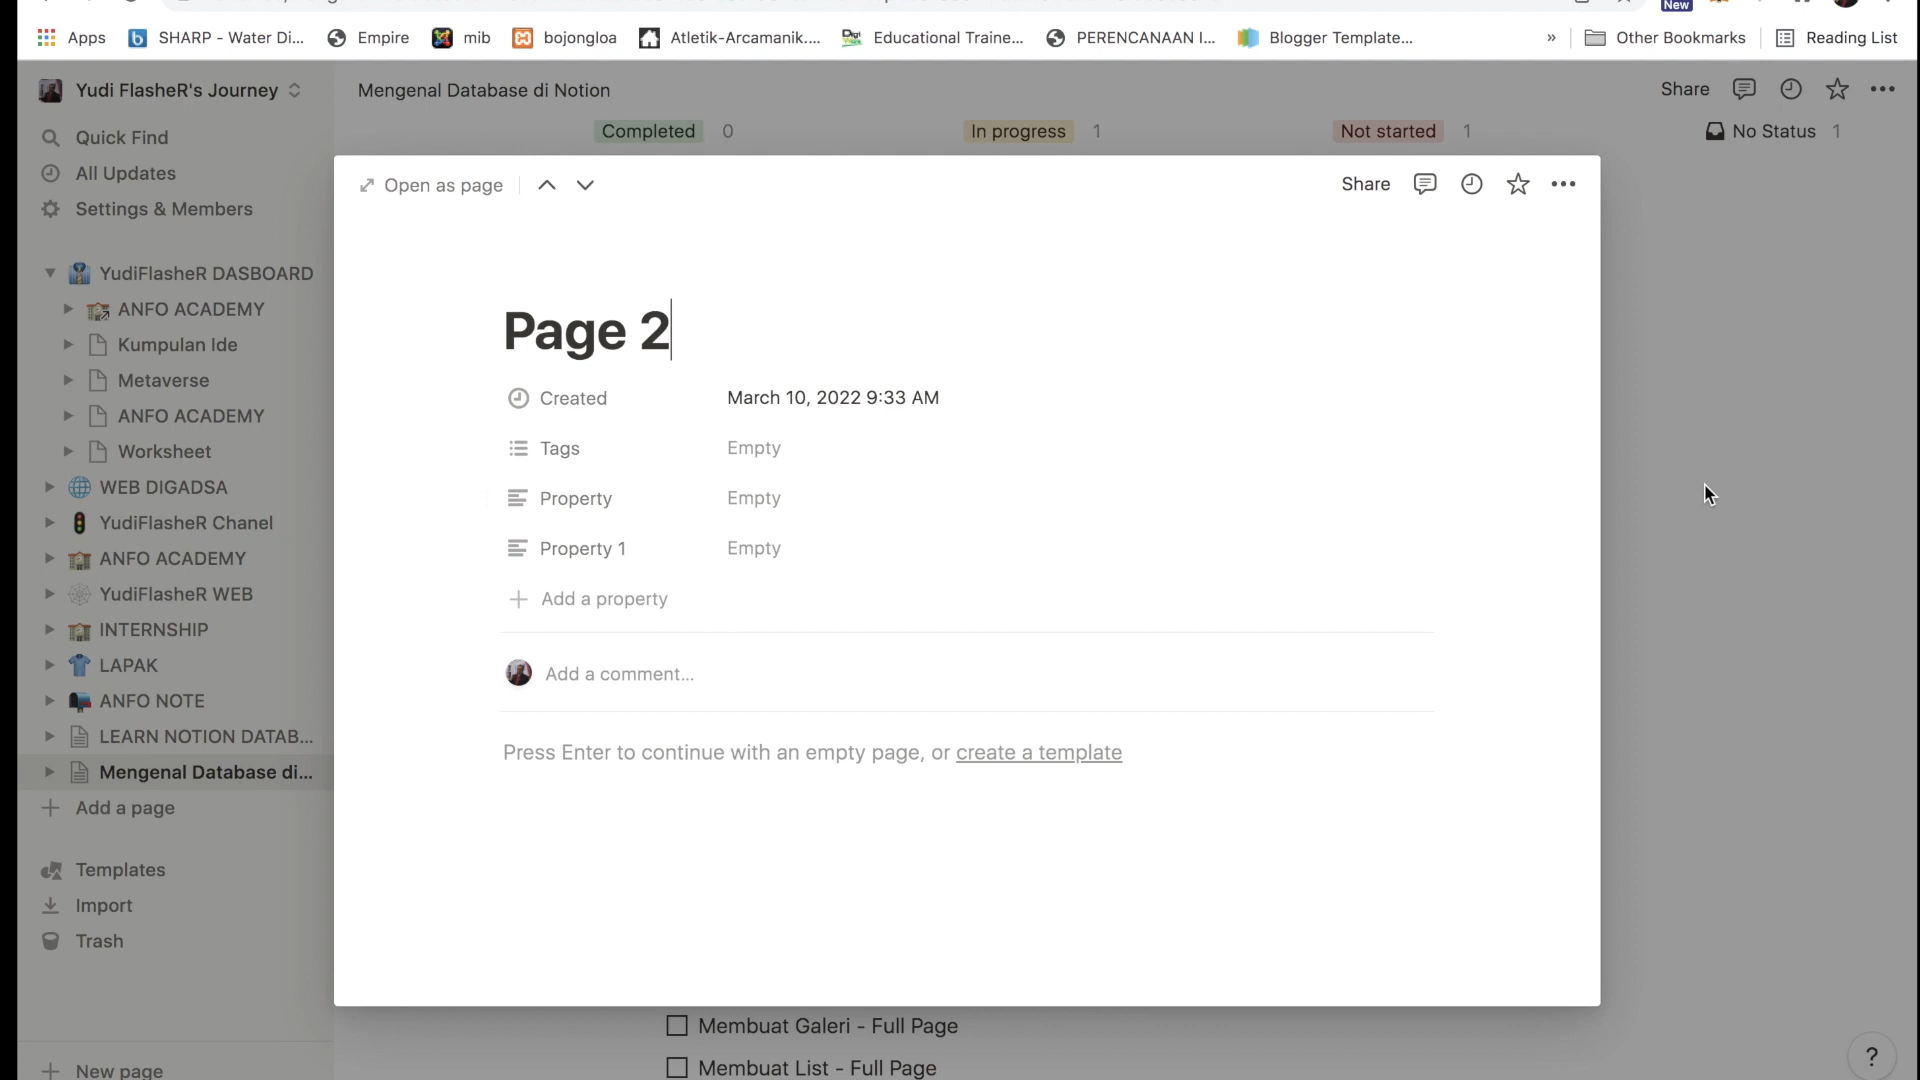 New
Apps SHARP - Water Di... Empire mib bojongloa Atletik-Arcamanik.... Educational Traine... PERENCANAAN I... Blogger Template... » Other Bookmarks Reading List
Yudi FlasheR's Journey
Mengenal Database di Notion
Share
Completed 0
In progress 1
Not started 1
No Status 1
Quick Find
All Updates
Settings & Members
YudiFlasheR DASBOARD
ANFO ACADEMY
Kumpulan Ide
Metaverse
ANFO ACADEMY
Worksheet
WEB DIGADSA
YudiFlasheR Chanel
ANFO ACADEMY
YudiFlasheR WEB
INTERNSHIP
LAPAK
ANFO NOTE
LEARN NOTION DATAB...
Mengenal Database di...
Add a page
Templates
Import
Trash
New page
Open as page
Share
Page 2
Created March 10, 2022 9:33 AM
Tags Empty
Property Empty
Property 1 Empty
Add a property
Add a comment...
Press Enter to continue with an empty page, or create a template
Membuat Galeri - Full Page
Membuat List - Full Page
?